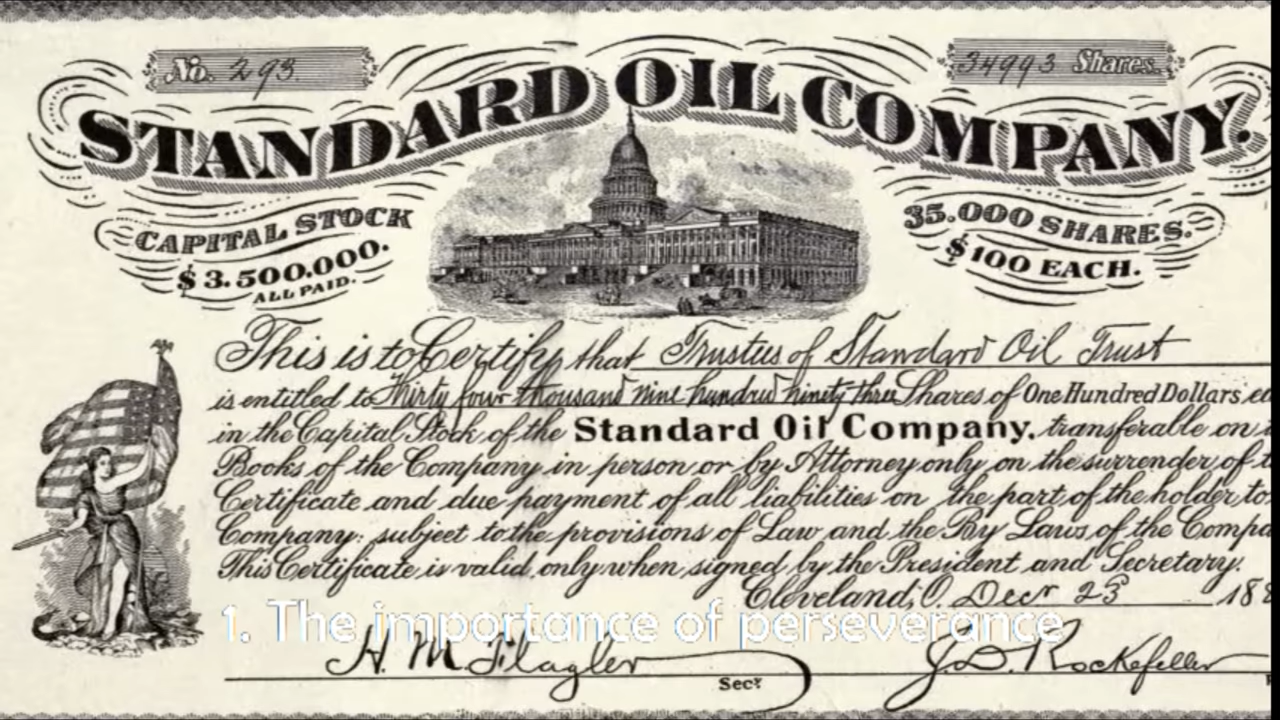 No. 293.
34993 Shares.
STANDARD OIL COMPANY.
CAPITAL STOCK
$3.500.000.
ALL PAID.
35.000 SHARES.
$100 EACH.
This is to Certify that Trustees of Standard Oil Trust
is entitled to Thirty four thousand nine hundred ninety three Shares of One Hundred Dollars
in the Capital Stock of the Standard Oil Company, transferable on
Books of the Company in person or by Attorney only on the surrender of
Certificate and due payment of all liabilities on the part of the holder to
Company: subject to the provisions of Law and the By Laws of the Compa
This Certificate is valid only when signed by the President and Secretary.
Cleveland, O. Decr 23 18
1. The importance of perseverance
H. M. Flagler
Secy
J. D. Rockefeller